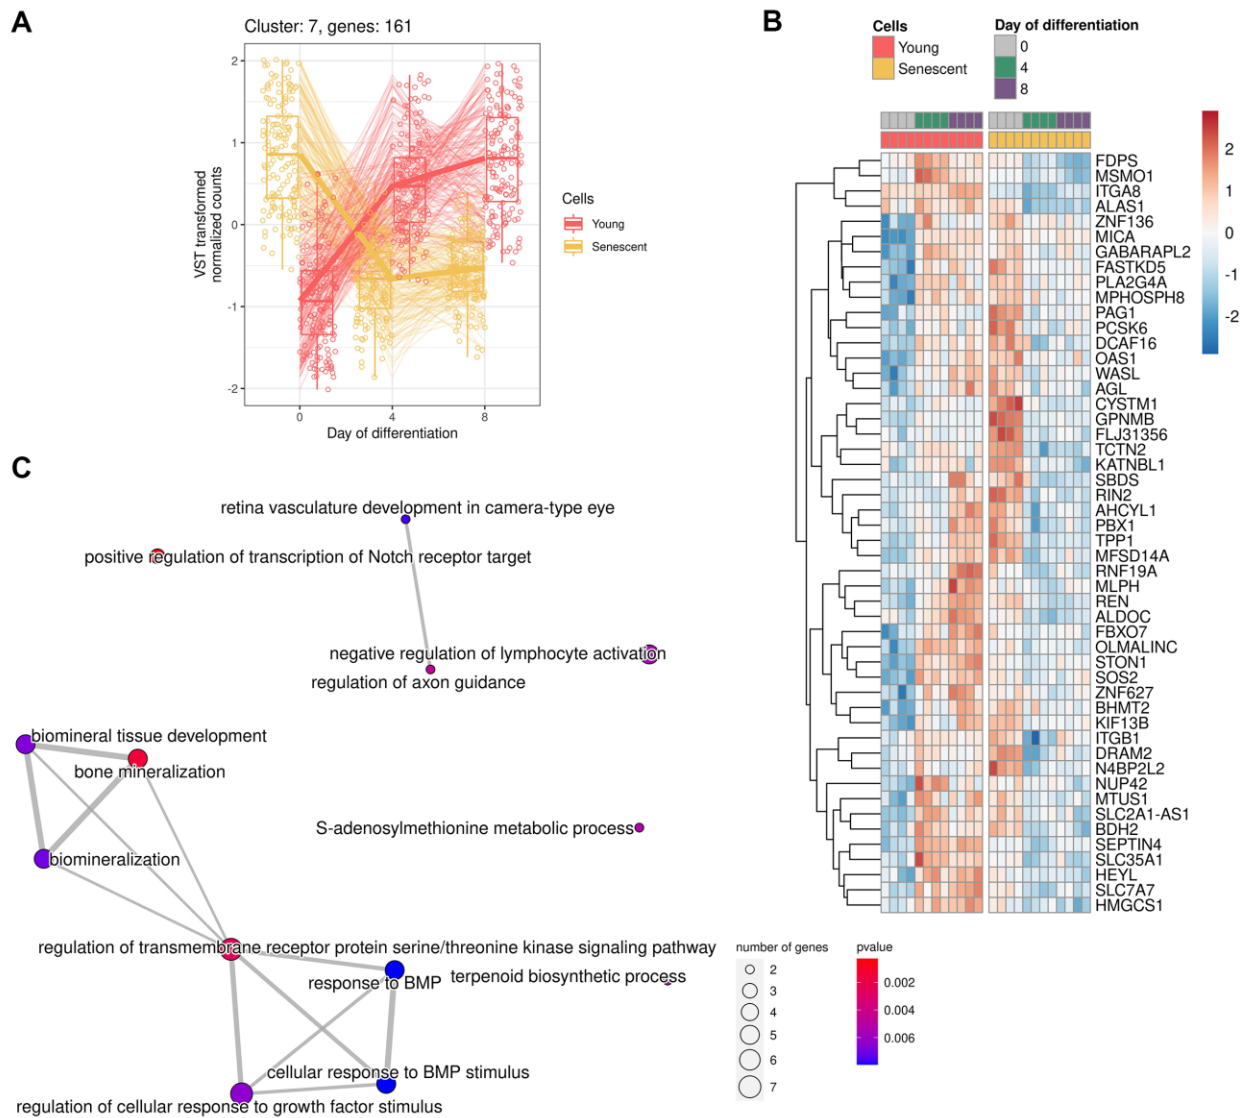 A
Cluster: 7, genes: 161
2
1
0
-1
-2
VST transformed
normalized counts
0
4
8
Day of differentiation
Cells
Young
Senescent
B
Cells
Young
Senescent
Day of differentiation
0
4
8
2
1
0
-1
-2
FDPS
MSMO1
ITGA8
ALAS1
ZNF136
MICA
GABARAPL2
FASTKD5
PLA2G4A
MPHOSPH8
PAG1
PCSK6
DCAF16
OAS1
WASL
AGL
CYSTM1
GPNMB
FLJ31356
TCTN2
KATNBL1
SBDS
RIN2
AHCYL1
PBX1
TPP1
MFSD14A
RNF19A
MLPH
REN
ALDOC
FBXO7
OLMALINC
STON1
SOS2
ZNF627
BHMT2
KIF13B
ITGB1
DRAM2
N4BP2L2
NUP42
MTUS1
SLC2A1-AS1
BDH2
SEPTIN4
SLC35A1
HEYL
SLC7A7
HMGCS1
C
retina vasculature development in camera-type eye
positive regulation of transcription of Notch receptor target
negative regulation of lymphocyte activation
regulation of axon guidance
biomineral tissue development
bone mineralization
S-adenosylmethionine metabolic process
biomineralization
regulation of transmembrane receptor protein serine/threonine kinase signaling pathway
response to BMP
terpenoid biosynthetic process
cellular response to BMP stimulus
regulation of cellular response to growth factor stimulus
number of genes
2
3
4
5
6
7
pvalue
0.002
0.004
0.006